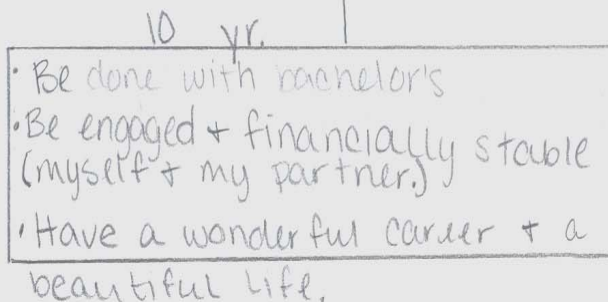 10 yr.
• Be done with bachelor's
• Be engaged + financially stable
(myself + my partner.)
• Have a wonderful career + a
beautiful life.